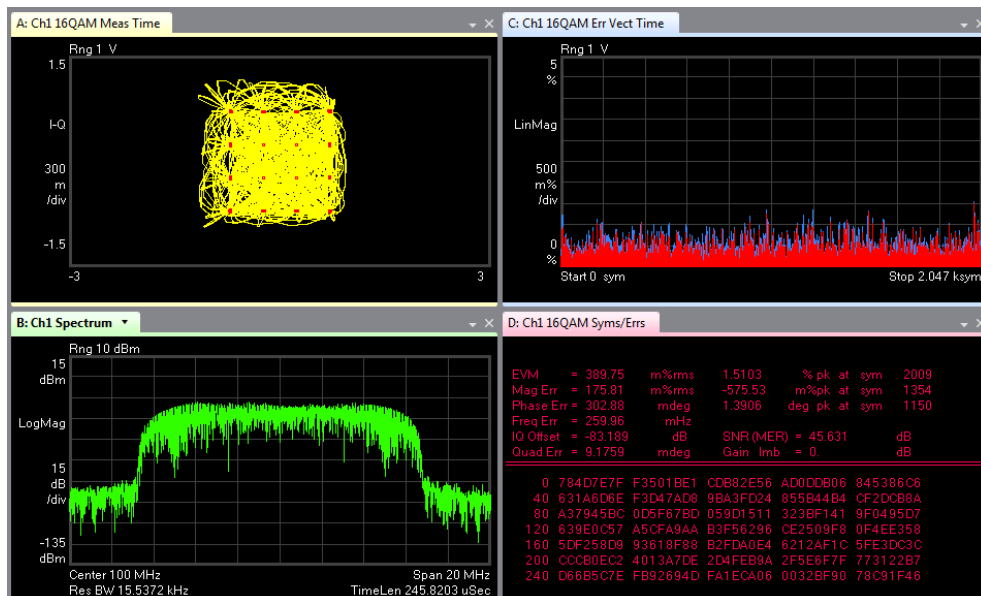 A: Ch1 16QAM Meas Time
Rng 1 V
1.5
I-Q
300
m
/div
-1.5
-3 3
C: Ch1 16QAM Err Vect Time
Rng 1 V
5
%
LinMag
500
m%
/div
0
%
Start 0 sym Stop 2.047 ksym
B: Ch1 Spectrum
Rng 10 dBm
15
dBm
LogMag
15
dB
/div
-135
dBm
Center 100 MHz Span 20 MHz
Res BW 15.5372 kHz TimeLen 245.8203 uSec
D: Ch1 16QAM Syms/Errs
EVM = 389.75 m%rms 1.5103 % pk at sym 2009
Mag Err = 175.81 m%rms -575.53 m%pk at sym 1354
Phase Err = 302.88 mdeg 1.3906 deg pk at sym 1150
Freq Err = 259.96 mHz
IQ Offset = -83.189 dB SNR(MER) = 45.631 dB
Quad Err = 9.1759 mdeg Gain Imb = 0. dB
0 784D7E7F F3501BE1 CDB82E56 AD0DDB06 845386C6
40 631A6D6E F3D47AD8 9BA3FD24 855B44B4 CF2DCB8A
80 A37945BC 0D5F67BD 059D1511 323BF141 9F0495D7
120 639E0C57 A5CFA9AA B3F56296 CE2509F8 0F4EE358
160 5DF258D9 93618F88 B2FDA0E4 6212AF1C 5FE3DC3C
200 CCCB0EC2 4013A7DE 2D4FEB9A 2F5E6F7F 773122B7
240 D66B5C7E FB92694D FA1ECA06 0032BF90 78C91F46